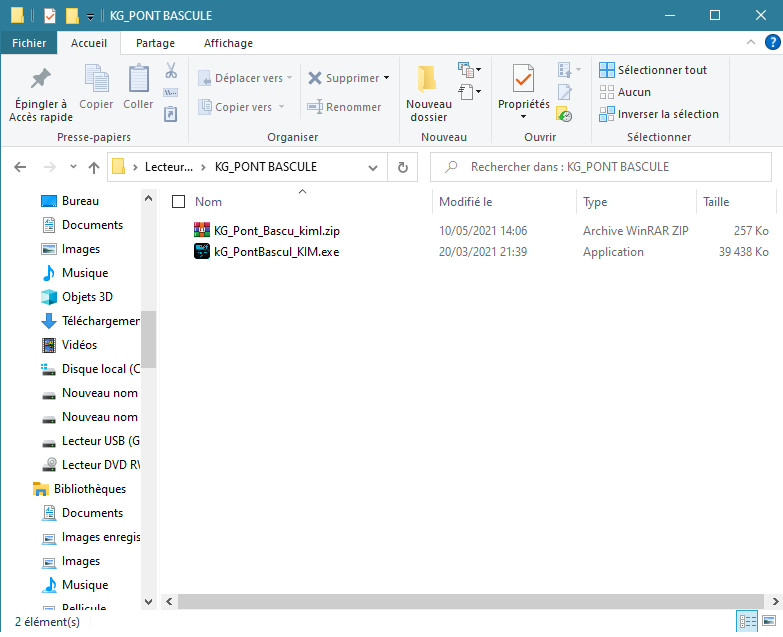 KG_PONT BASCULE
Fichier Accueil Partage Affichage
Épingler à Accès rapide
Copier
Coller
Presse-papiers
Déplacer vers
Copier vers
Supprimer
Renommer
Organiser
Nouveau dossier
Nouveau
Propriétés
Ouvrir
Sélectionner tout
Aucun
Inverser la sélection
Sélectionner
Lecteur... › KG_PONT BASCULE
Rechercher dans : KG_PONT BASCULE
Bureau
Documents
Images
Musique
Objets 3D
Téléchargemen
Vidéos
Disque local (C
Nouveau nom
Nouveau nom
Lecteur USB (G
Lecteur DVD RW
Bibliothèques
Documents
Images enregis
Images
Musique
Pellicule
Nom Modifié le Type Taille
KG_Pont_Bascu_kiml.zip 10/05/2021 14:06 Archive WinRAR ZIP 257 Ko
kG_PontBascul_KIM.exe 20/03/2021 21:39 Application 39 438 Ko
2 élément(s)